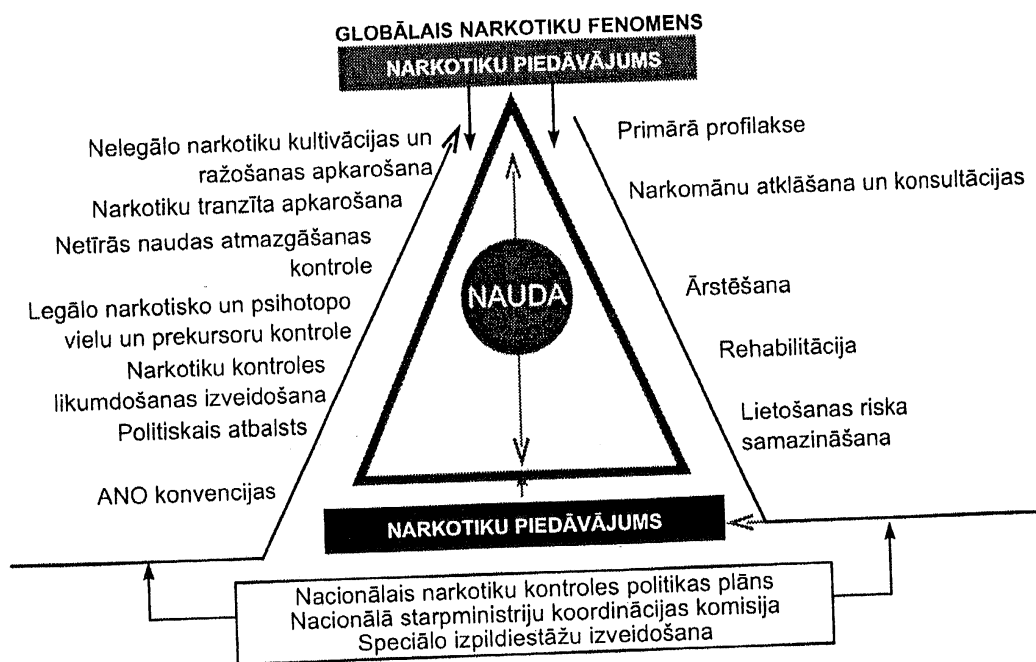 GLOBĀLAIS NARKOTIKU FENOMENS
NARKOTIKU PIEDĀVĀJUMS
Nelegālo narkotiku kultivācijas un
ražošanas apkarošana
Narkotiku tranzīta apkarošana
Netīrās naudas atmazgāšanas
kontrole
Legālo narkotisko un psihotopo
vielu un prekursoru kontrole
Narkotiku kontroles
likumdošanas izveidošana
Politiskais atbalsts
ANO konvencijas
NAUDA
Primārā profilakse
Narkomānu atklāšana un konsultācijas
Ārstēšana
Rehabilitācija
Lietošanas riska
samazināšana
NARKOTIKU PIEDĀVĀJUMS
Nacionālais narkotiku kontroles politikas plāns
Nacionālā starpministriju koordinācijas komisija
Speciālo izpildiestāžu izveidošana